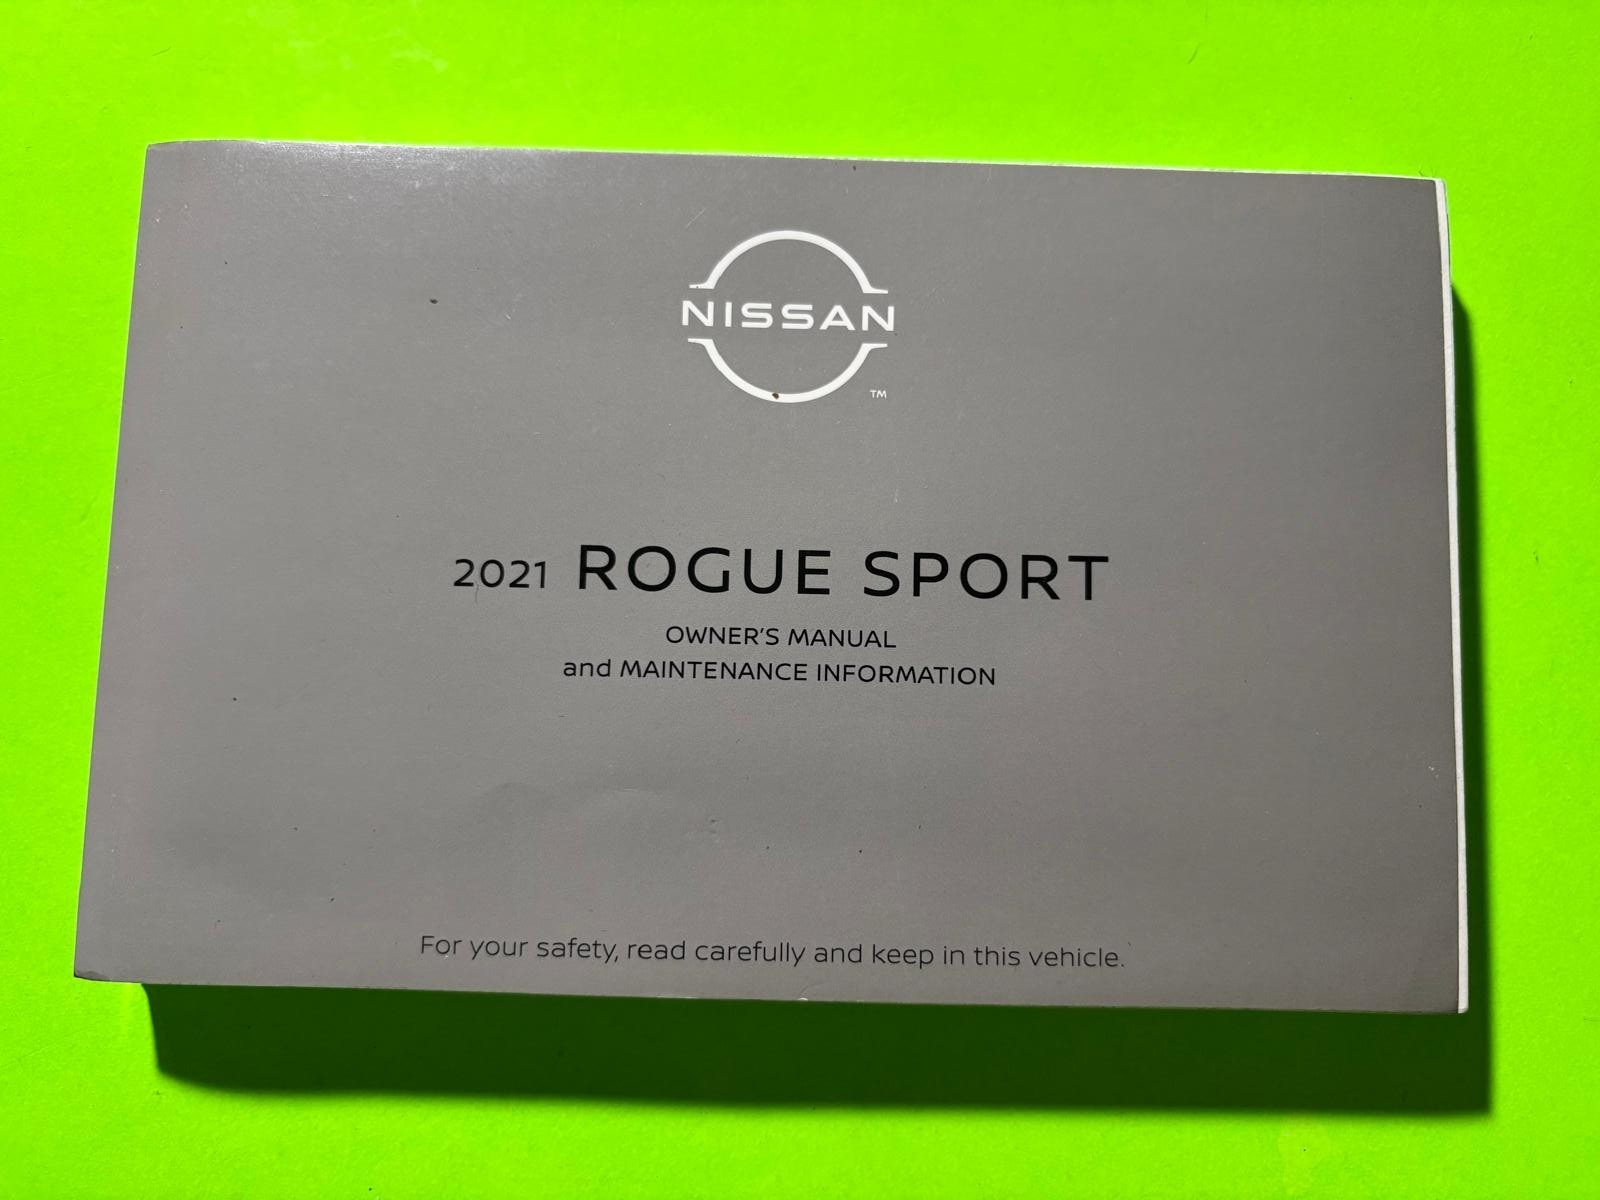 NISSAN
™
2021 ROGUE SPORT
OWNER'S MANUAL
and MAINTENANCE INFORMATION
For your safety, read carefully and keep in this vehicle.